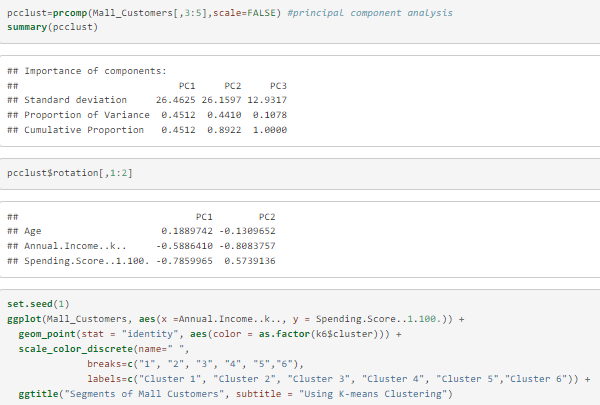 pcclust=prcomp(Mall_Customers[,3:5],scale=FALSE) #principal component analysis
summary(pcclust)
## Importance of components:
##                            PC1     PC2     PC3
## Standard deviation     26.4625 26.1597 12.9317
## Proportion of Variance  0.4512  0.4410  0.1078
## Cumulative Proportion   0.4512  0.8922  1.0000
pcclust$rotation[,1:2]
##                               PC1        PC2
## Age                     0.1889742 -0.1309652
## Annual.Income..k..     -0.5886410 -0.8083757
## Spending.Score..1.100. -0.7859965  0.5739136
set.seed(1)
ggplot(Mall_Customers, aes(x =Annual.Income..k.., y = Spending.Score..1.100.)) +
  geom_point(stat = "identity", aes(color = as.factor(k6$cluster))) +
  scale_color_discrete(name=" ",
              breaks=c("1", "2", "3", "4", "5","6"),
              labels=c("Cluster 1", "Cluster 2", "Cluster 3", "Cluster 4", "Cluster 5","Cluster 6")) +
  ggtitle("Segments of Mall Customers", subtitle = "Using K-means Clustering")